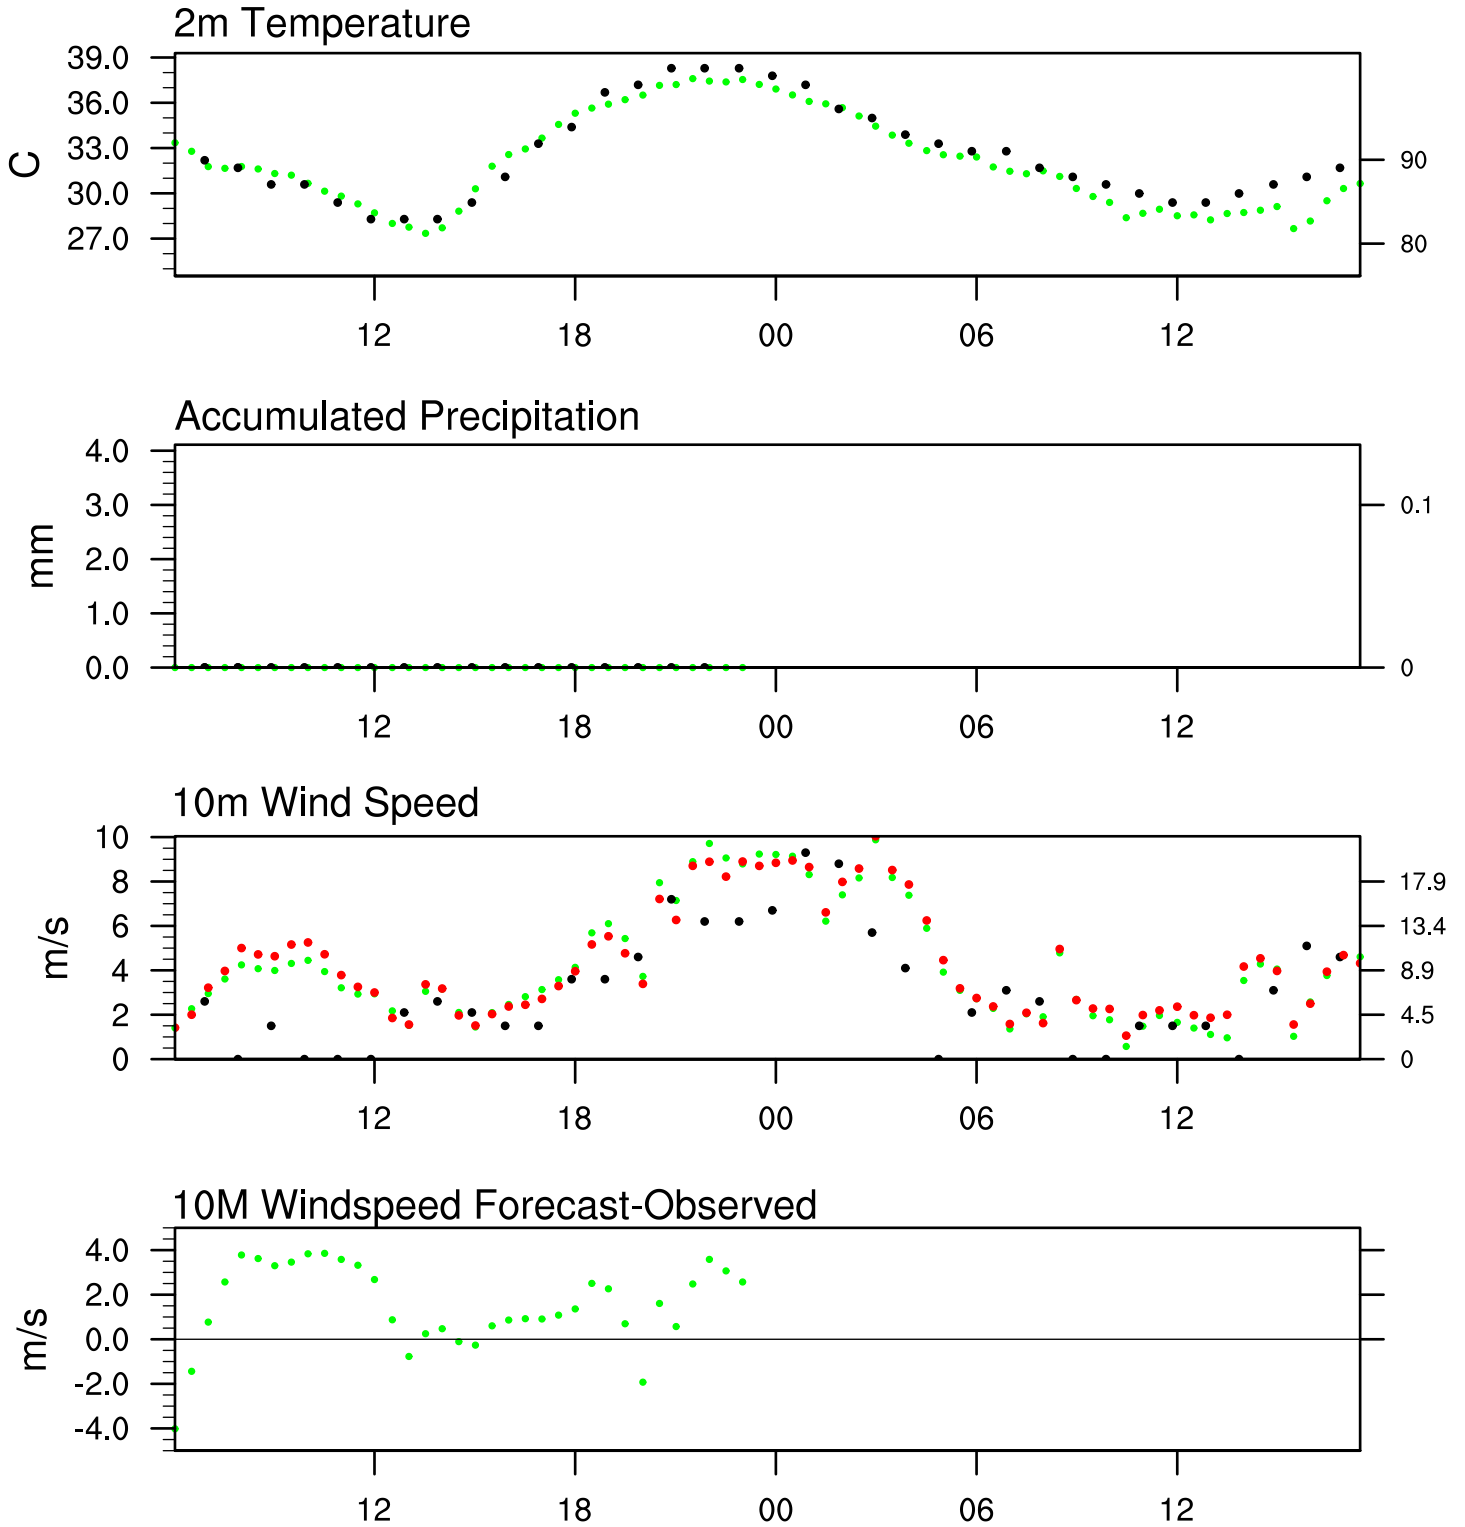 2m Temperature
39.0
36.0
33.0
30.0
27.0
C
90
80
12 18 00 06 12
Accumulated Precipitation
4.0
3.0
2.0
1.0
0.0
mm
0.1
0
12 18 00 06 12
10m Wind Speed
10
8
6
4
2
0
m/s
17.9
13.4
8.9
4.5
0
12 18 00 06 12
10M Windspeed Forecast-Observed
4.0
2.0
0.0
-2.0
-4.0
m/s
12 18 00 06 12